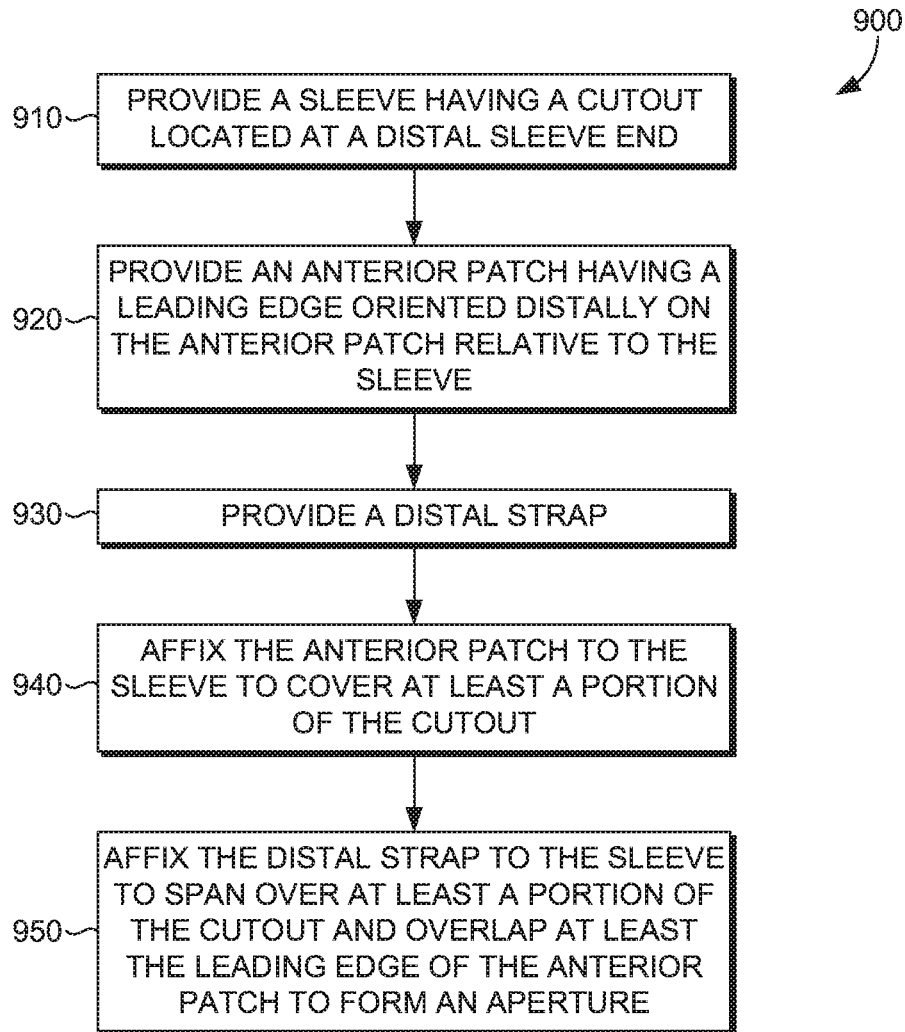 900
910
PROVIDE A SLEEVE HAVING A CUTOUT
LOCATED AT A DISTAL SLEEVE END
920
PROVIDE AN ANTERIOR PATCH HAVING A
LEADING EDGE ORIENTED DISTALLY ON
THE ANTERIOR PATCH RELATIVE TO THE
SLEEVE
930
PROVIDE A DISTAL STRAP
940
AFFIX THE ANTERIOR PATCH TO THE
SLEEVE TO COVER AT LEAST A PORTION
OF THE CUTOUT
950
AFFIX THE DISTAL STRAP TO THE SLEEVE
TO SPAN OVER AT LEAST A PORTION OF
THE CUTOUT AND OVERLAP AT LEAST
THE LEADING EDGE OF THE ANTERIOR
PATCH TO FORM AN APERTURE